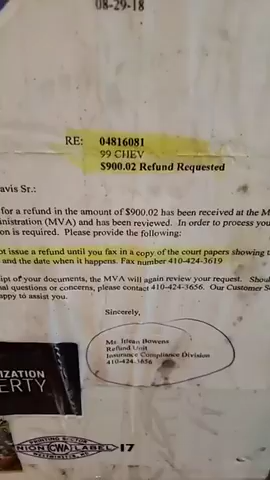 08-29-18
RE: 04816081
99 CHEV
$900.02 Refund Requested
avis Sr.:
for a refund in the amount of $900.02 has been received at the M
nistration (MVA) and has been reviewed. In order to process you
on is required. Please provide the following:
ot issue a refund until you fax in a copy of the court papers showing t
and the date when it happens. Fax number 410-424-3619
ipt of your documents, the MVA will again review your request. Shou
al questions or concerns, please contact 410-424-3656. Our Customer S
appy to assist you.
Sincerely,
Ms. Bowens
Refund Unit
Insurance Compliance Division
410-424-3656
IZATION
ERTY
UNION CWA LABEL 17